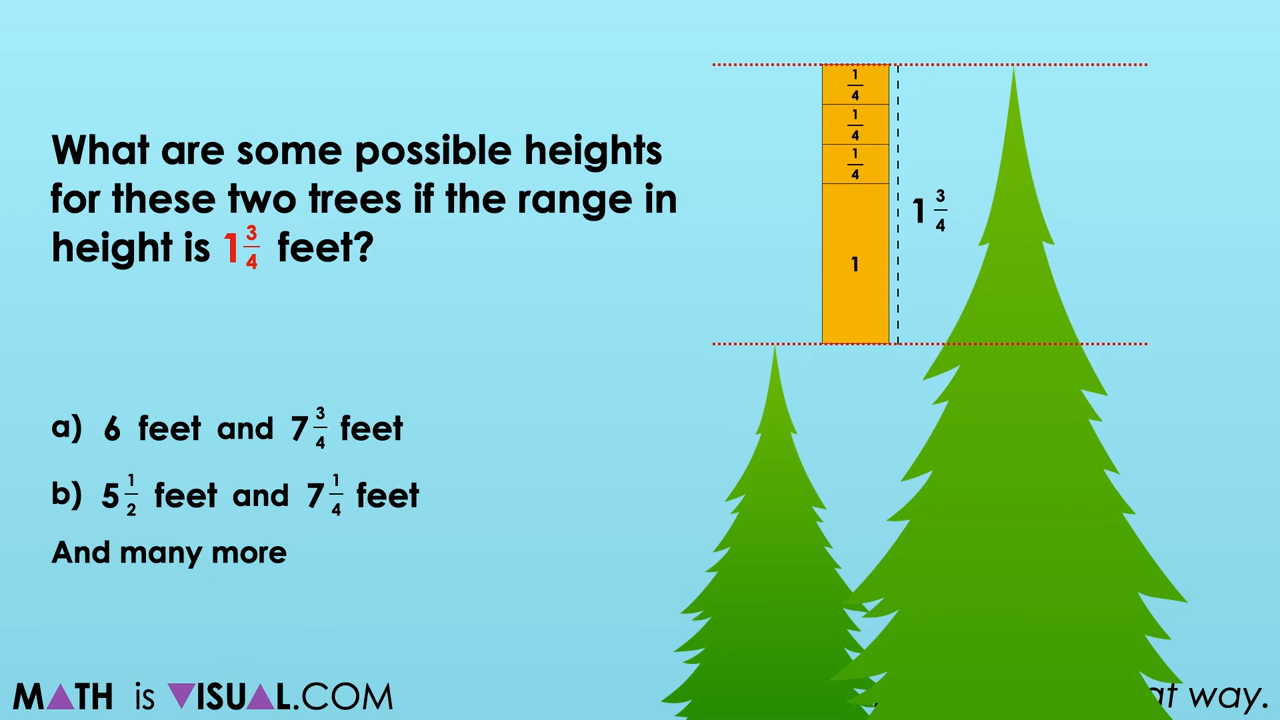 What are some possible heights
for these two trees if the range in
height is 1 3/4 feet?
1/4
1/4
1/4
1
1 3/4
a) 6 feet and 7 3/4 feet
b) 5 1/2 feet and 7 1/4 feet
And many more
MATH is VISUAL.COM
way.